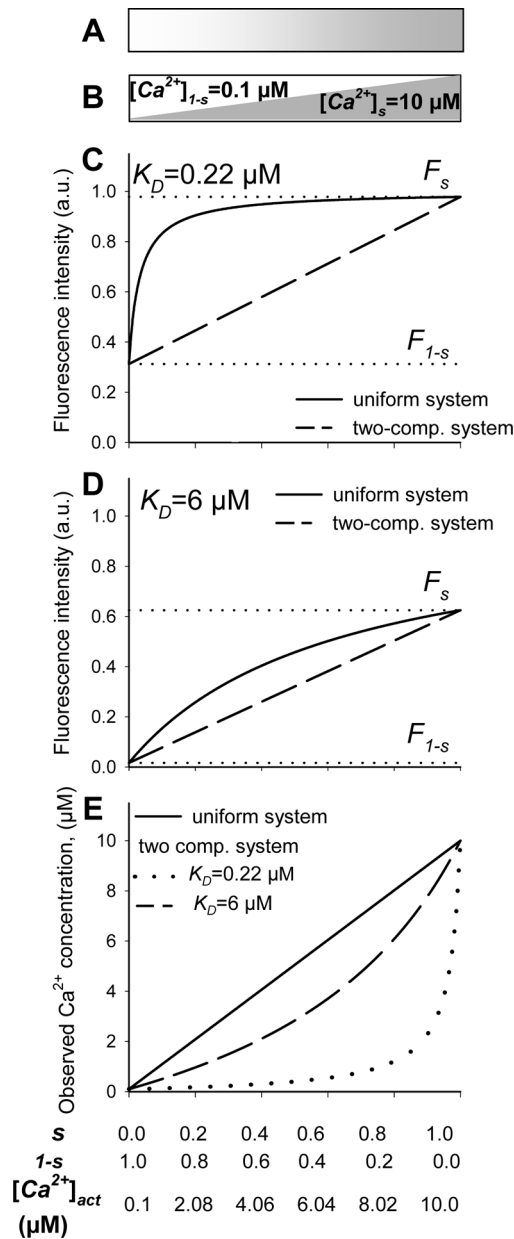 A
B
[Ca²⁺]₁₋ₛ=0.1 µM
[Ca²⁺]ₛ=10 µM
C
K_D=0.22 µM
Fₛ
F₁₋ₛ
Fluorescence intensity (a.u.)
1.0
0.8
0.6
0.4
0.2
0.0
uniform system
two-comp. system
D
K_D=6 µM
uniform system
two-comp. system
Fₛ
F₁₋ₛ
Fluorescence intensity (a.u.)
1.0
0.8
0.6
0.4
0.2
0.0
E
uniform system
two comp. system
K_D=0.22 µM
K_D=6 µM
Observed Ca²⁺ concentration, (µM)
10
8
6
4
2
0
s 0.0 0.2 0.4 0.6 0.8 1.0
1-s 1.0 0.8 0.6 0.4 0.2 0.0
[Ca²⁺]act 0.1 2.08 4.06 6.04 8.02 10.0
(µM)